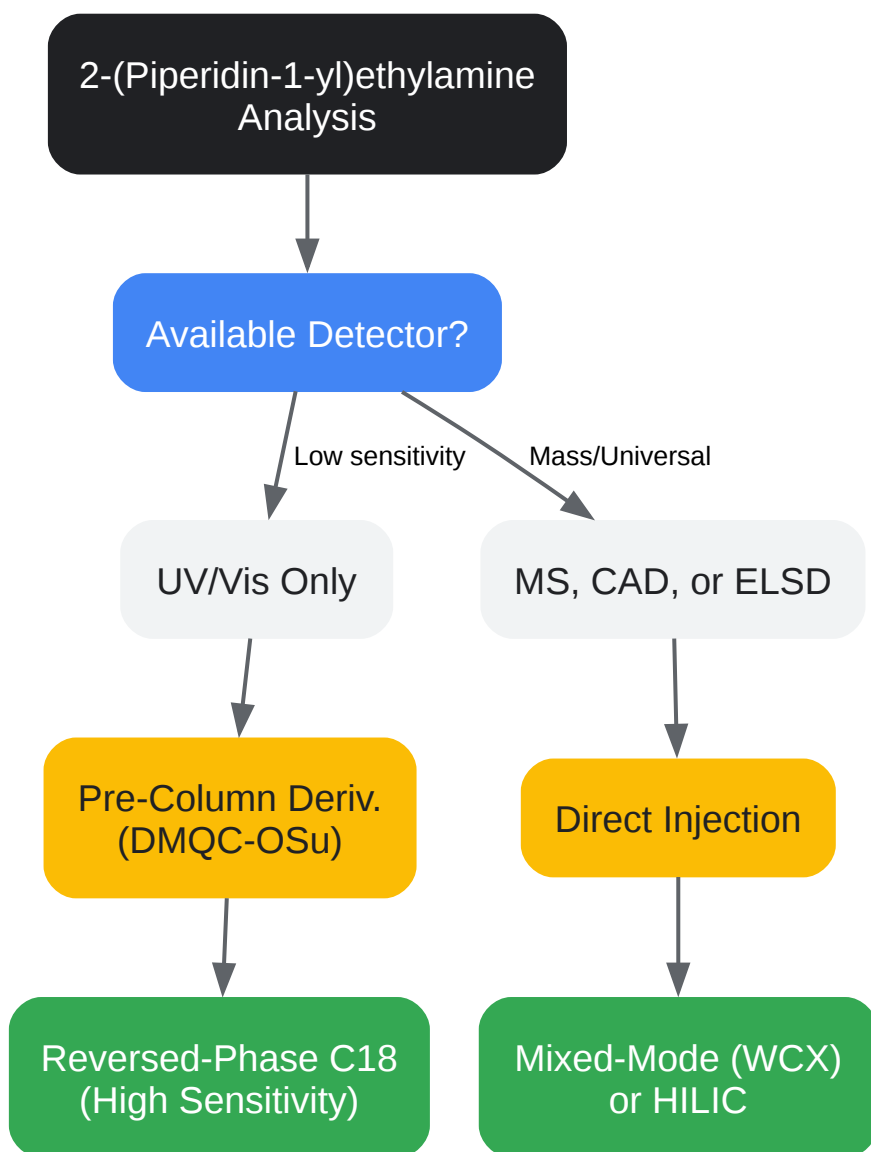 2-(Piperidin-1-yl)ethylamine
Analysis
Available Detector?
Low sensitivity
Mass/Universal
UV/Vis Only
MS, CAD, or ELSD
Pre-Column Deriv.
(DMQC-OSu)
Direct Injection
Reversed-Phase C18
(High Sensitivity)
Mixed-Mode (WCX)
or HILIC